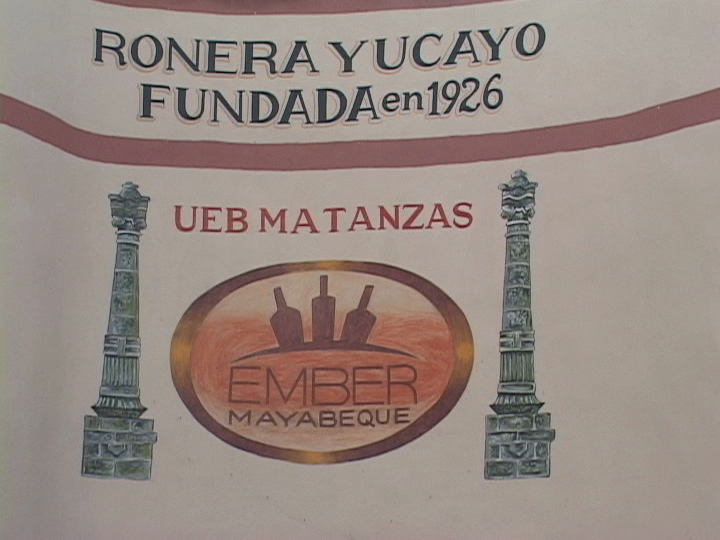 RONERA YUCAYO
FUNDADA en 1926
UEB MATANZAS
EMBER
MAYABEQUE